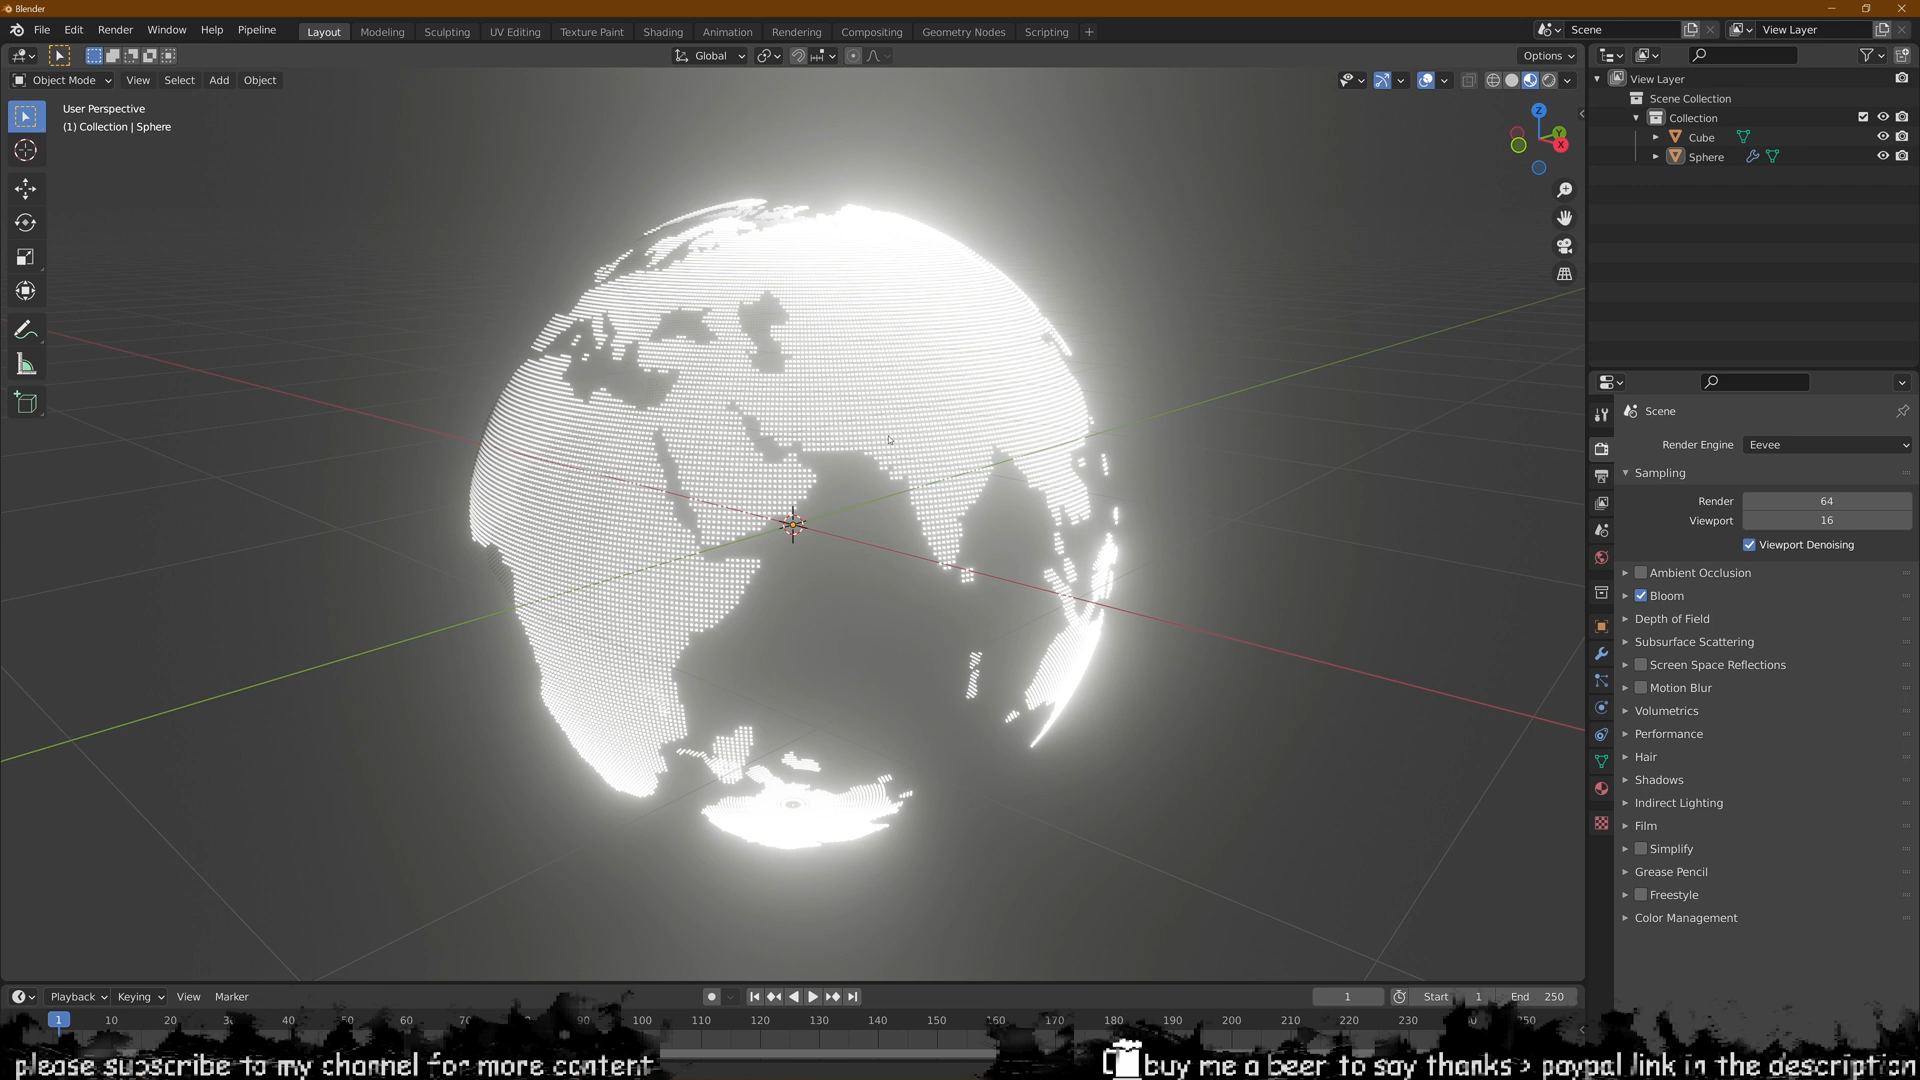 Blender
File Edit Render Window Help Pipeline
Layout Modeling Sculpting UV Editing Texture Paint Shading Animation Rendering Compositing Geometry Nodes Scripting +
Scene
View Layer
Global
Options
Object Mode View Select Add Object
User Perspective
(1) Collection | Sphere
Z
Y
X
View Layer
Scene Collection
Collection
Cube
Sphere
Scene
Render Engine Eevee
Sampling
Render 64
Viewport 16
Viewport Denoising
Ambient Occlusion
Bloom
Depth of Field
Subsurface Scattering
Screen Space Reflections
Motion Blur
Volumetrics
Performance
Hair
Shadows
Indirect Lighting
Film
Simplify
Grease Pencil
Freestyle
Color Management
Playback Keying View Marker
1 Start 1 End 250
1 10 20 40 50 60 90 100 110 120 130 140 150 160 170 180 190 200 210 220 230
please subscribe to my channel for more content
buy me a beer to say thanks > paypal link in the description